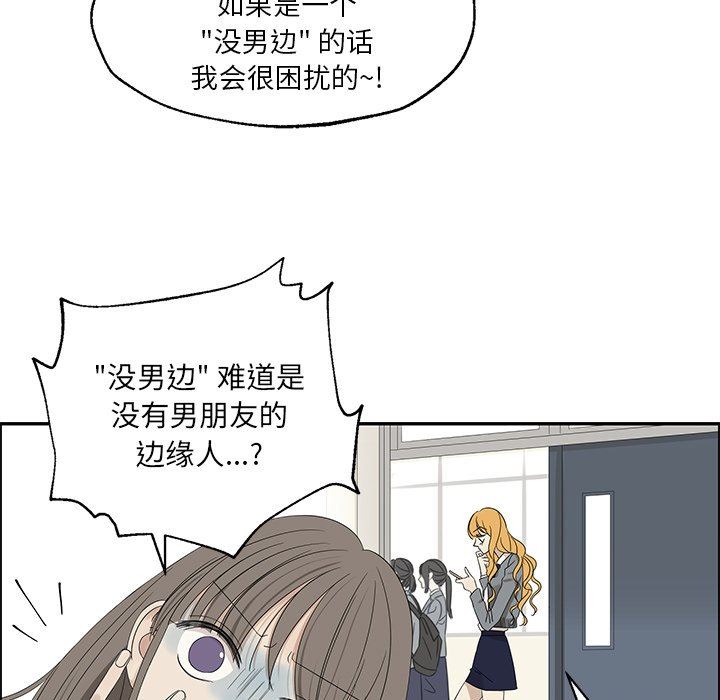 如果是一个
"没男边" 的话
我会很困扰的~!
"没男边" 难道是
没有男朋友的
边缘人...?